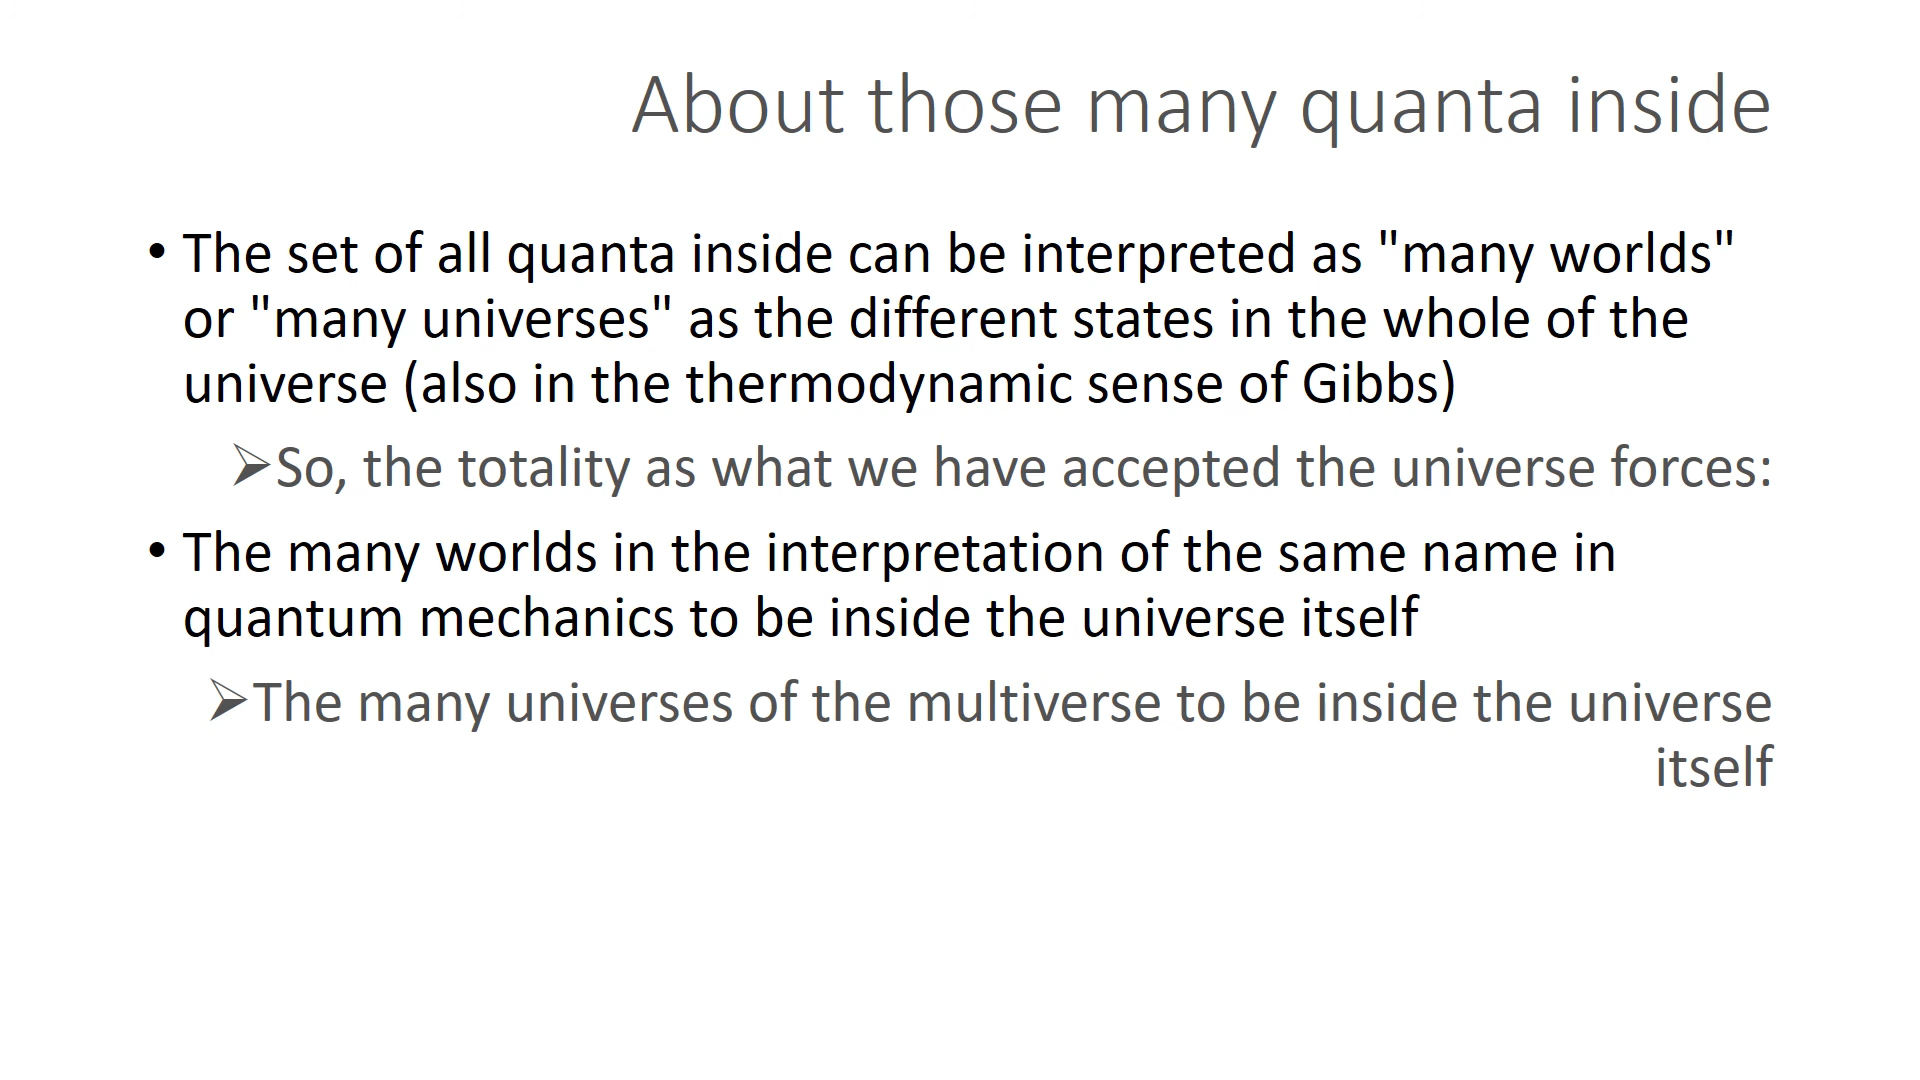 About those many quanta inside
• The set of all quanta inside can be interpreted as "many worlds"
or "many universes" as the different states in the whole of the
universe (also in the thermodynamic sense of Gibbs)
➢So, the totality as what we have accepted the universe forces:
• The many worlds in the interpretation of the same name in
quantum mechanics to be inside the universe itself
➢The many universes of the multiverse to be inside the universe
itself